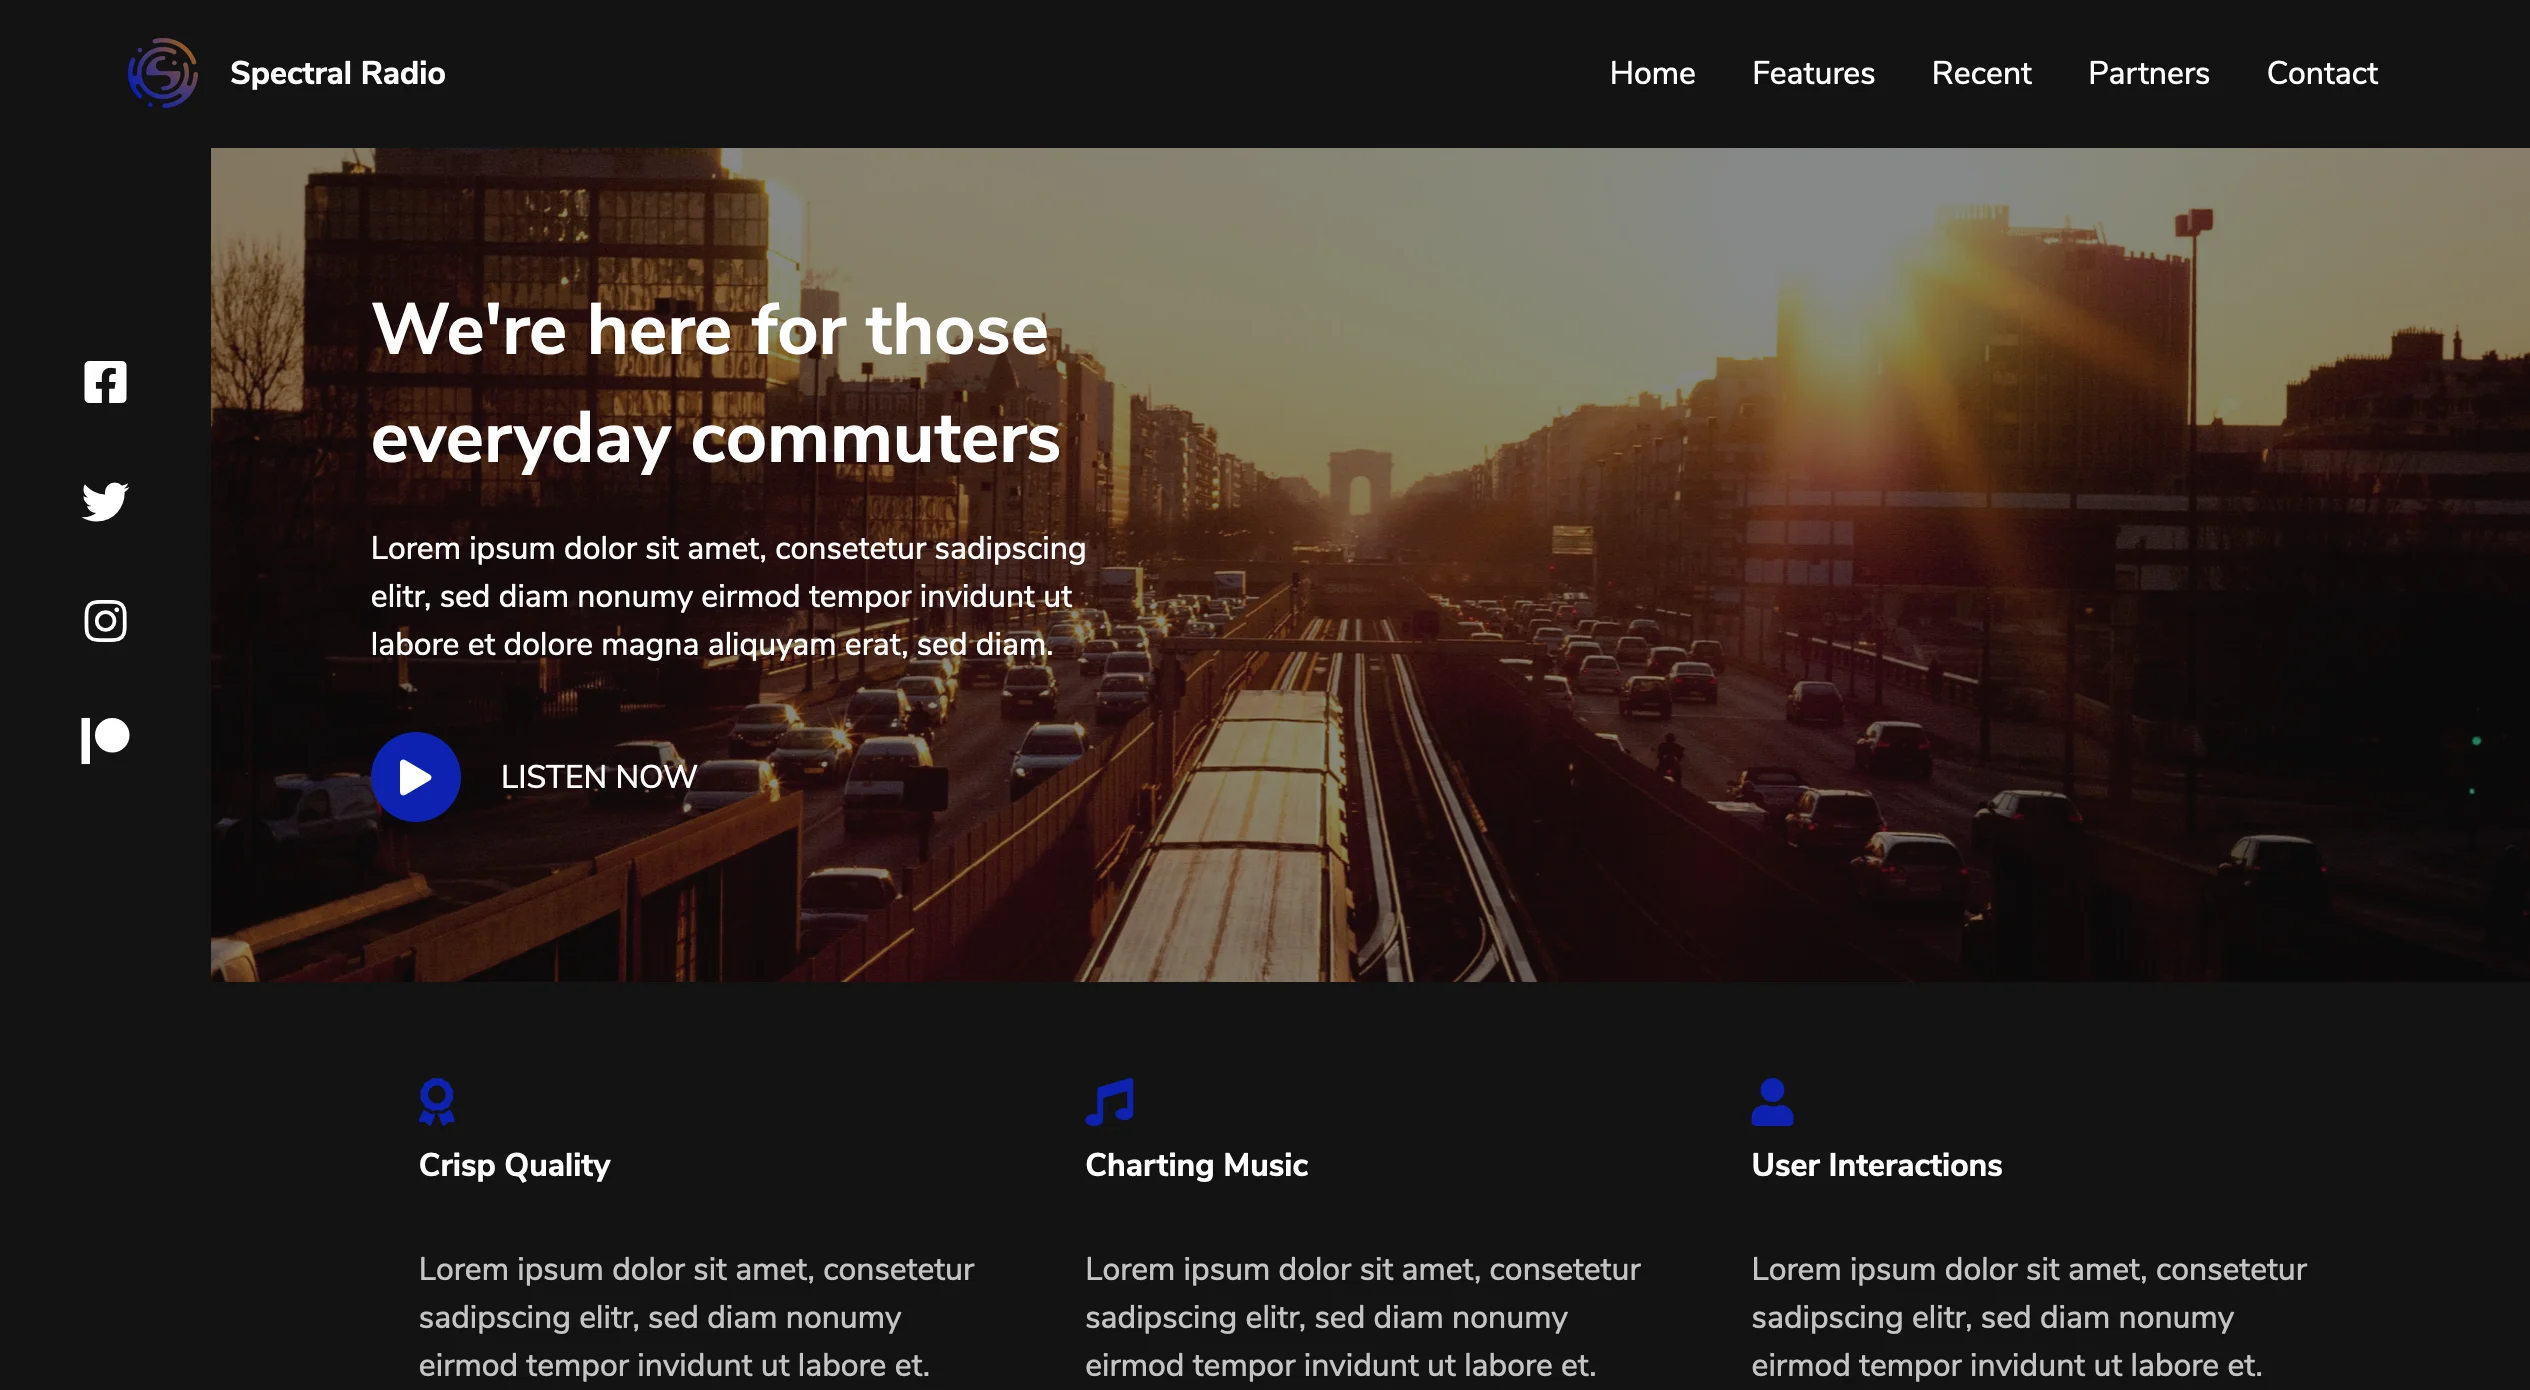 Spectral Radio
Home
Features
Recent
Partners
Contact
We're here for those
everyday commuters
Lorem ipsum dolor sit amet, consetetur sadipscing
elitr, sed diam nonumy eirmod tempor invidunt ut
labore et dolore magna aliquyam erat, sed diam.
LISTEN NOW
Crisp Quality
Lorem ipsum dolor sit amet, consetetur
sadipscing elitr, sed diam nonumy
eirmod tempor invidunt ut labore et.
Charting Music
Lorem ipsum dolor sit amet, consetetur
sadipscing elitr, sed diam nonumy
eirmod tempor invidunt ut labore et.
User Interactions
Lorem ipsum dolor sit amet, consetetur
sadipscing elitr, sed diam nonumy
eirmod tempor invidunt ut labore et.